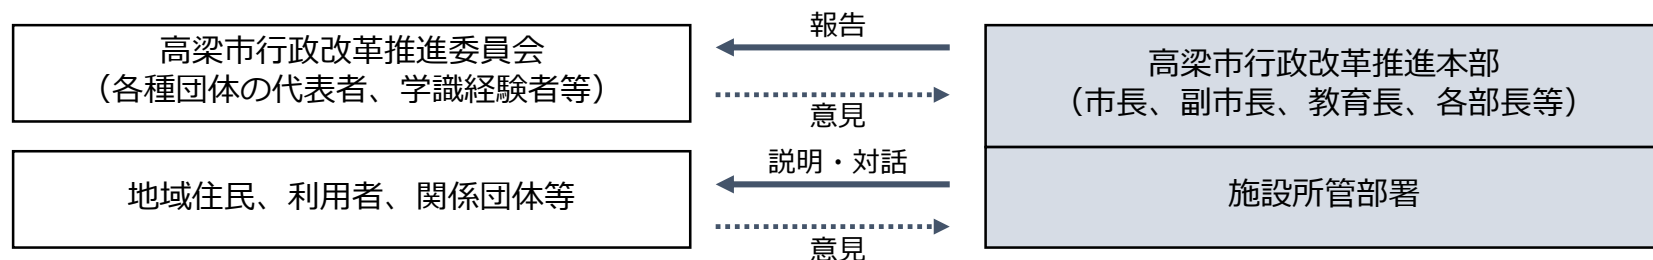 高梁市行政改革推進委員会
（各種団体の代表者、学識経験者等）
報告
意見
高梁市行政改革推進本部
（市長、副市長、教育長、各部長等）
地域住民、利用者、関係団体等
説明・対話
意見
施設所管部署